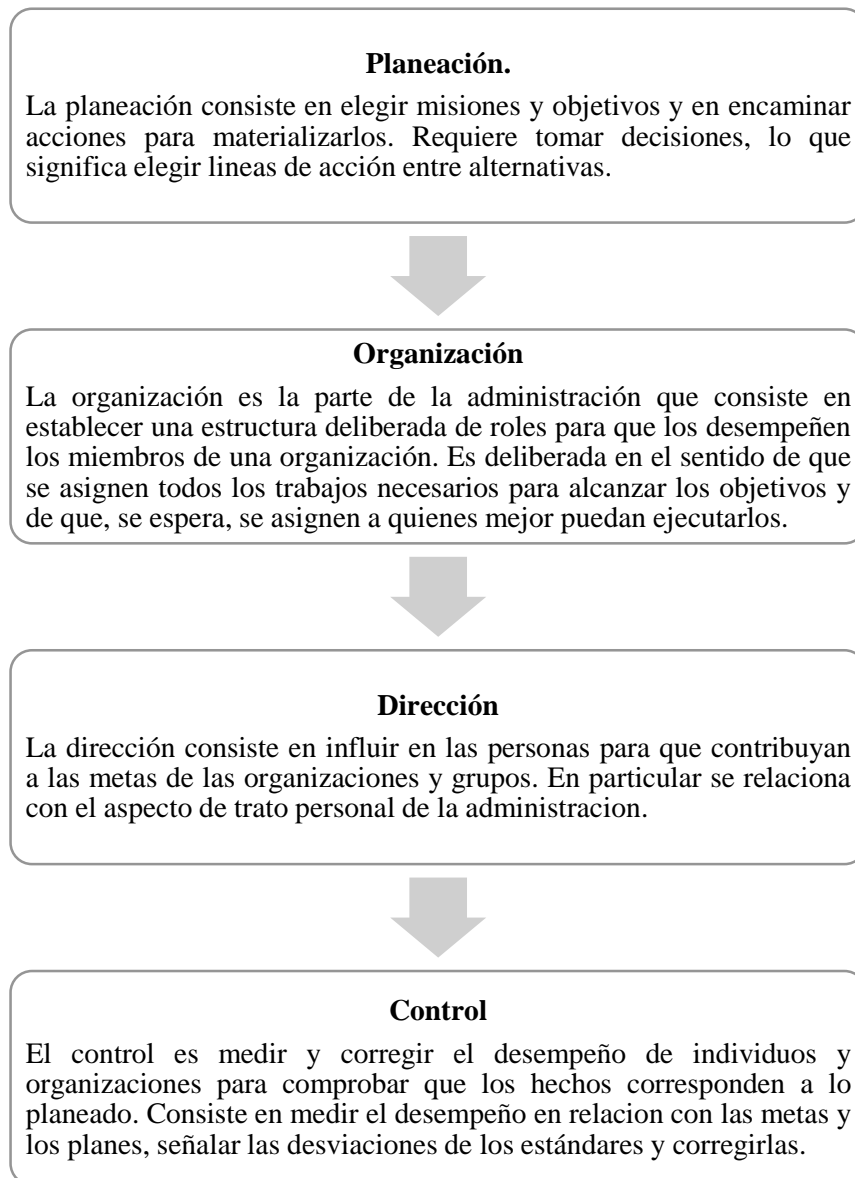 Planeación.
La planeación consiste en elegir misiones y objetivos y en encaminar
acciones para materializarlos. Requiere tomar decisiones, lo que
significa elegir lineas de acción entre alternativas.
Organización
La organización es la parte de la administración que consiste en
establecer una estructura deliberada de roles para que los desempeñen
los miembros de una organización. Es deliberada en el sentido de que
se asignen todos los trabajos necesarios para alcanzar los objetivos y
de que, se espera, se asignen a quienes mejor puedan ejecutarlos.
Dirección
La dirección consiste en influir en las personas para que contribuyan
a las metas de las organizaciones y grupos. En particular se relaciona
con el aspecto de trato personal de la administracion.
Control
El control es medir y corregir el desempeño de individuos y
organizaciones para comprobar que los hechos corresponden a lo
planeado. Consiste en medir el desempeño en relacion con las metas y
los planes, señalar las desviaciones de los estándares y corregirlas.